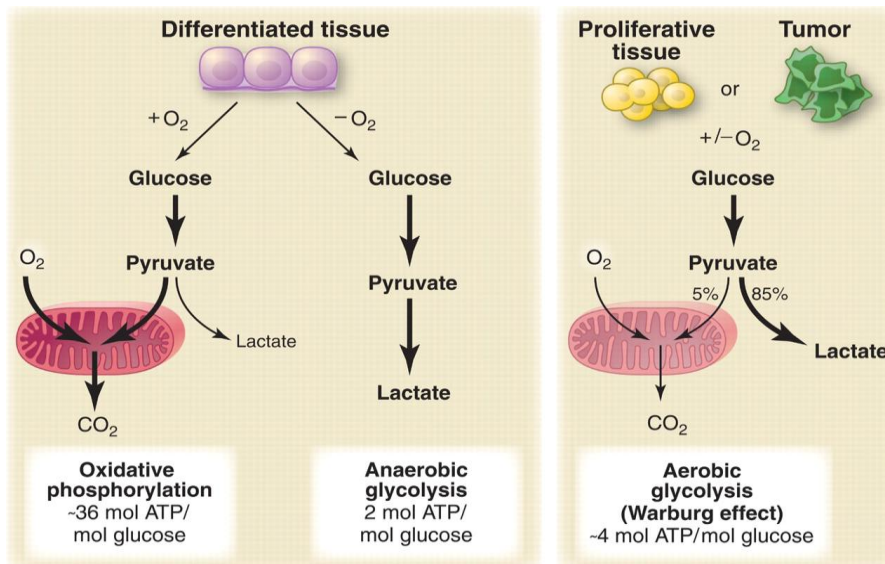 Differentiated tissue
+ O₂
− O₂
Glucose
Glucose
O₂
Pyruvate
Pyruvate
Lactate
Lactate
CO₂
Oxidative
phosphorylation
~36 mol ATP/
mol glucose
Anaerobic
glycolysis
2 mol ATP/
mol glucose
Proliferative
tissue
or
Tumor
+/−O₂
Glucose
O₂
Pyruvate
5%
85%
Lactate
CO₂
Aerobic
glycolysis
(Warburg effect)
~4 mol ATP/mol glucose